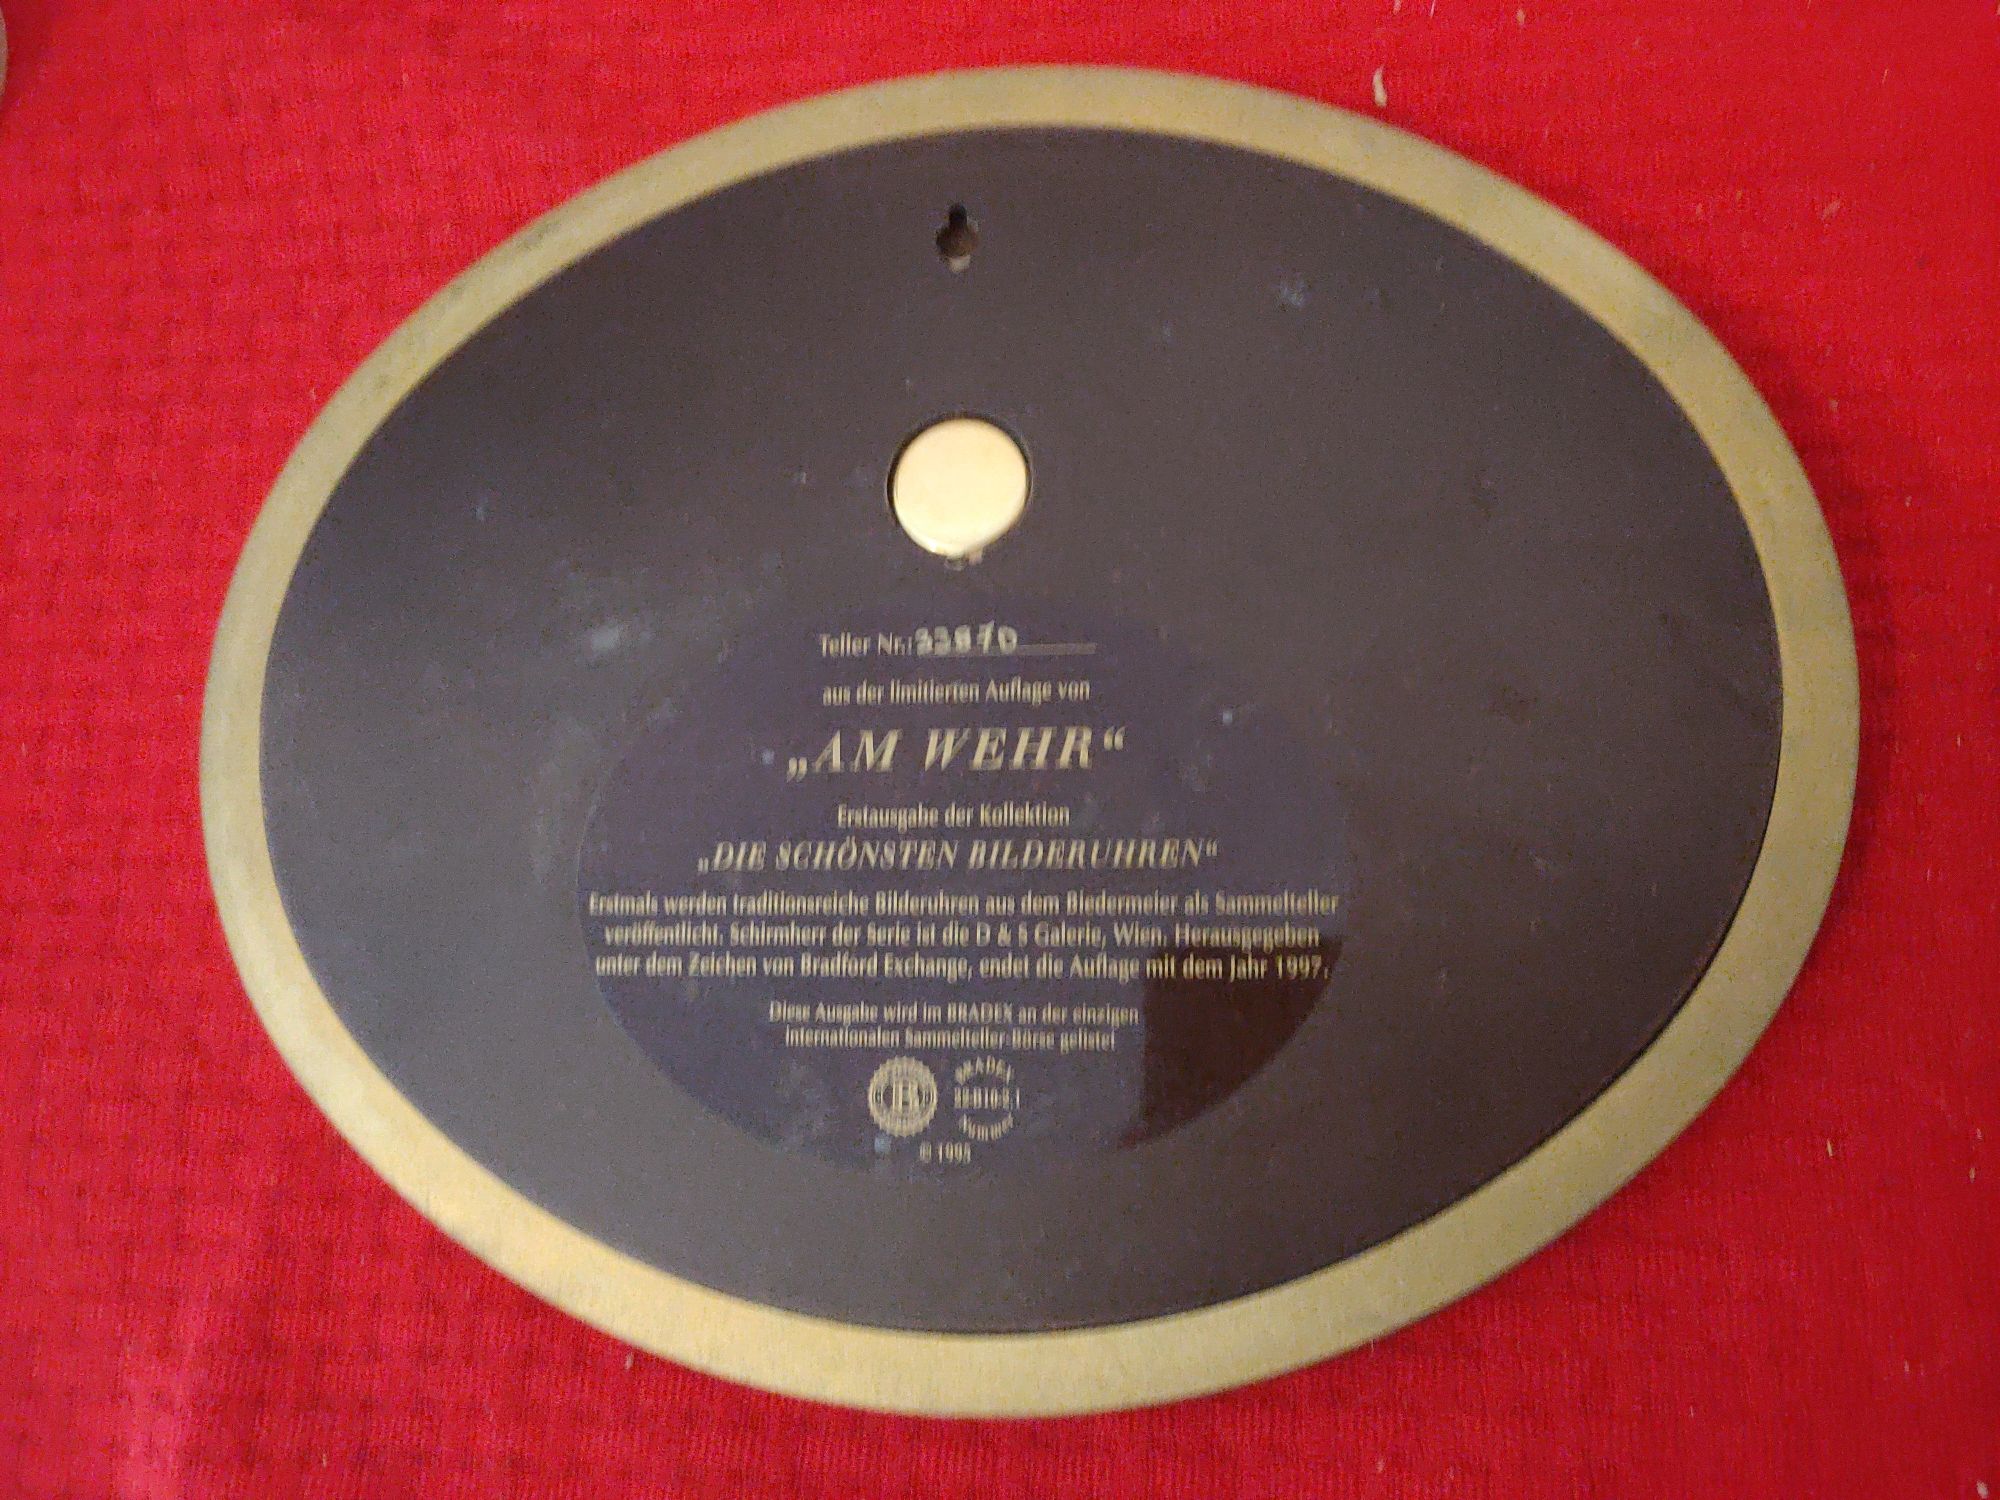 Teller Nr.:
aus der limitierten Auflage von
„AM WEHR“
Erstausgabe der Kollektion
„DIE SCHÖNSTEN BILDERUHREN“
Erstmals werden traditionsreiche Bilderuhren aus dem Biedermeier als Sammelteller
veröffentlicht. Schirmherr der Serie ist die D & S Galerie, Wien. Herausgegeben
unter dem Zeichen von Bradford Exchange, endet die Auflage mit dem Jahr 1997.
Diese Ausgabe wird im BRADEX an der einzigen
internationalen Sammelteller-Börse gelistet
B
BRADEX
Nummer
© 1995